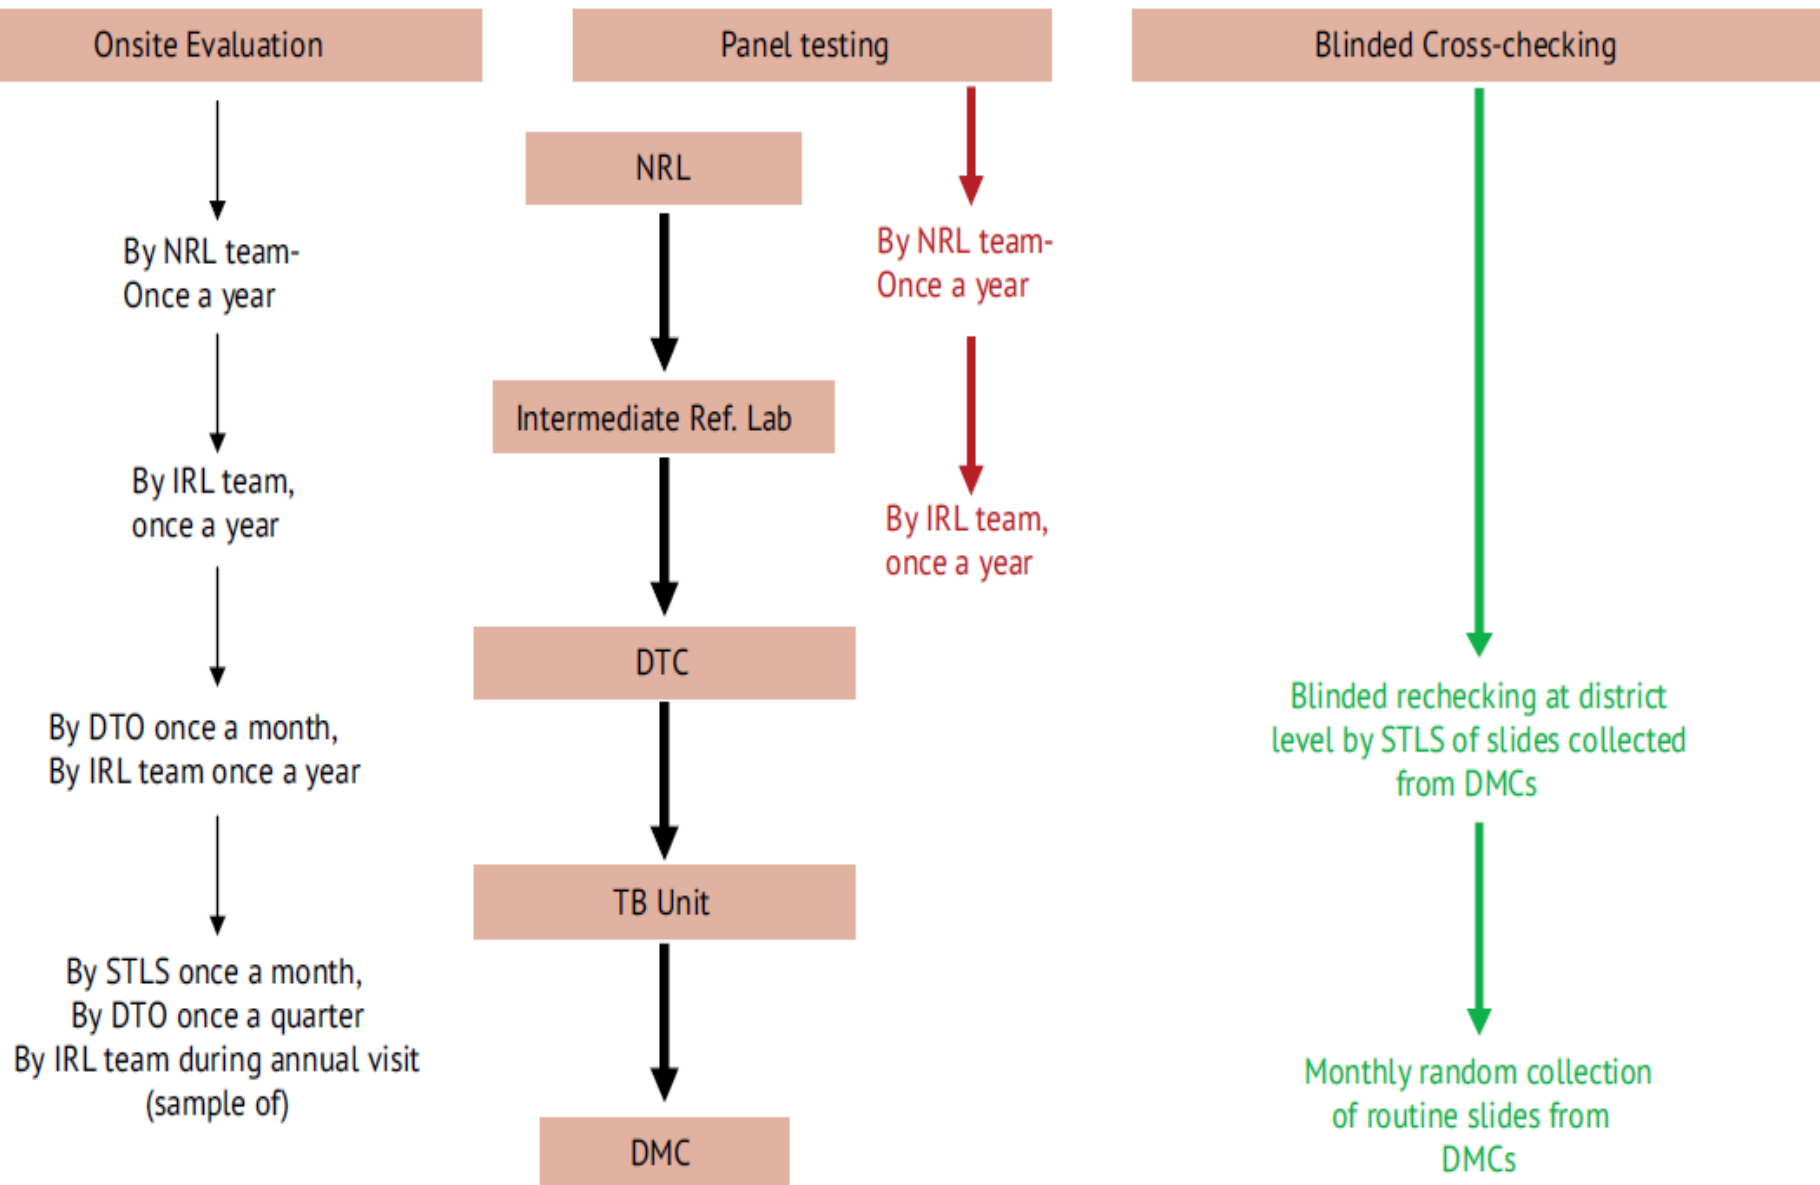 Onsite Evaluation
Panel testing
Blinded Cross-checking
NRL
By NRL team-
Once a year
By NRL team-
Once a year
Intermediate Ref. Lab
By IRL team,
once a year
By IRL team,
once a year
DTC
By DTO once a month,
By IRL team once a year
Blinded rechecking at district
level by STLS of slides collected
from DMCs
TB Unit
By STLS once a month,
By DTO once a quarter
By IRL team during annual visit
(sample of)
Monthly random collection
of routine slides from
DMCs
DMC